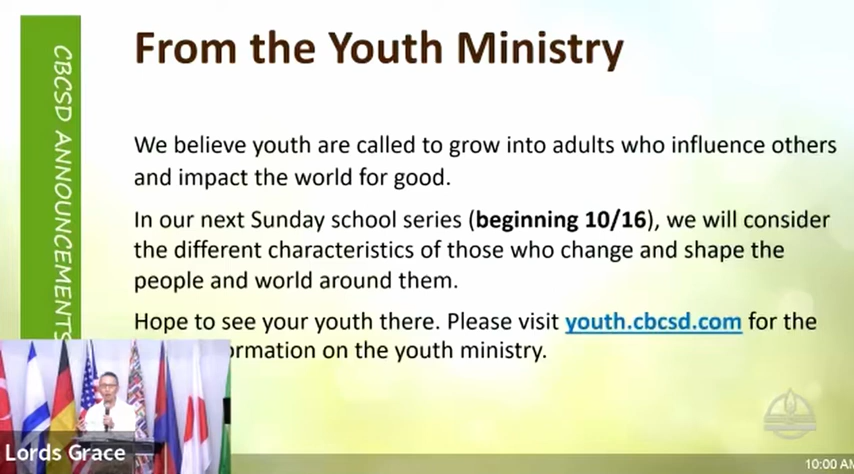 CBCSD ANNOUNCEMENTS
From the Youth Ministry
We believe youth are called to grow into adults who influence others
and impact the world for good.
In our next Sunday school series (beginning 10/16), we will consider
the different characteristics of those who change and shape the
people and world around them.
Hope to see your youth there. Please visit youth.cbcsd.com for the
ormation on the youth ministry.
Lords Grace
10:00 AM